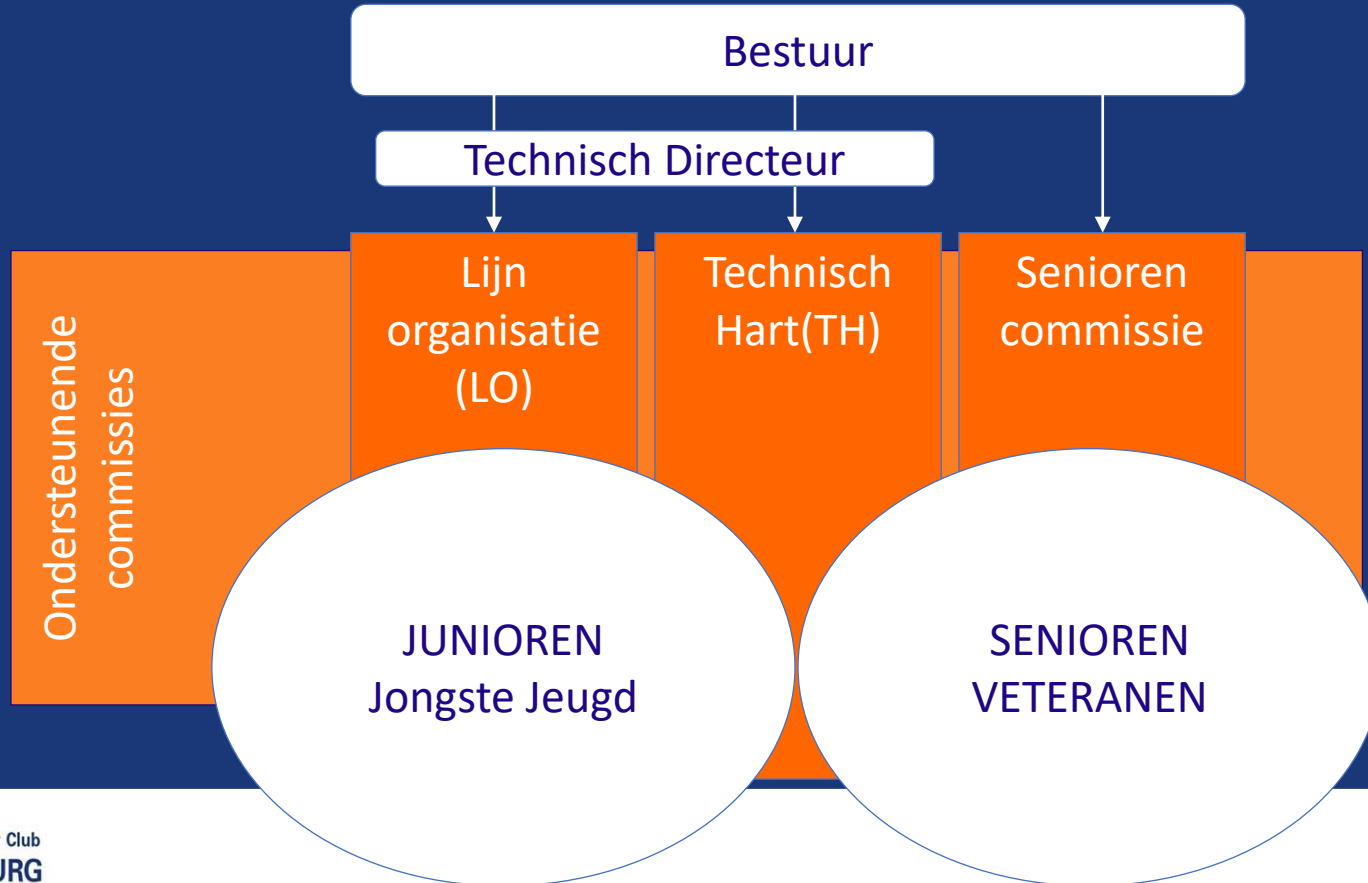 Bestuur
Technisch Directeur
Lijn
organisatie
(LO)
Technisch
Hart(TH)
Senioren
commissie
Ondersteunende
commissies
JUNIOREN
Jongste Jeugd
SENIOREN
VETERANEN
Club
URG